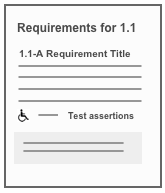 Requirements for 1.1
1.1-A Requirement Title
Test assertions